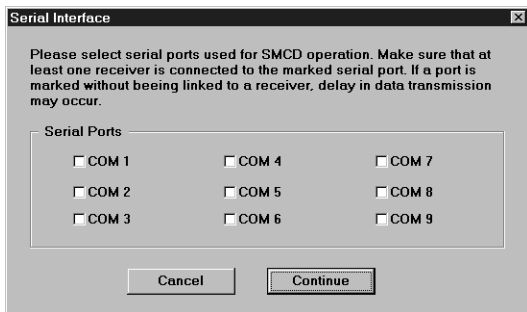 Serial Interface
Please select serial ports used for SMCD operation. Make sure that at
least one receiver is connected to the marked serial port. If a port is
marked without beeing linked to a receiver, delay in data transmission
may occur.
Serial Ports
COM 1 COM 4 COM 7
COM 2 COM 5 COM 8
COM 3 COM 6 COM 9
Cancel Continue